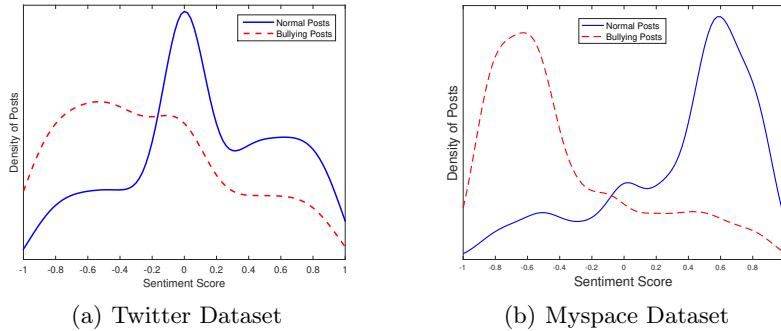 Density of Posts
Normal Posts
Bullying Posts
-1 -0.8 -0.6 -0.4 -0.2 0 0.2 0.4 0.6 0.8 1
Sentiment Score
(a) Twitter Dataset
Density of Posts
Normal Posts
Bullying Posts
-1 -0.8 -0.6 -0.4 -0.2 0 0.2 0.4 0.6 0.8
Sentiment Score
(b) Myspace Dataset